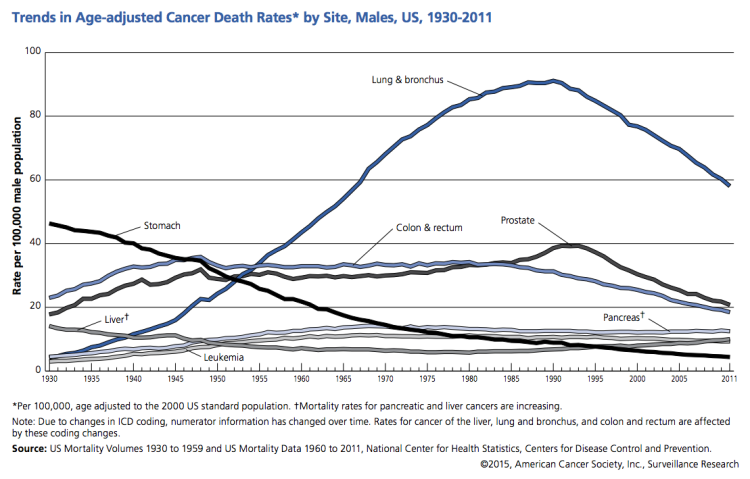 Trends in Age-adjusted Cancer Death Rates* by Site, Males, US, 1930-2011
100
80
60
40
20
0
Rate per 100,000 male population
Lung & bronchus
Stomach
Colon & rectum
Prostate
Liver†
Pancreas†
Leukemia
1930 1935 1940 1945 1950 1955 1960 1965 1970 1975 1980 1985 1990 1995 2000 2005 2011
*Per 100,000, age adjusted to the 2000 US standard population. †Mortality rates for pancreatic and liver cancers are increasing.
Note: Due to changes in ICD coding, numerator information has changed over time. Rates for cancer of the liver, lung and bronchus, and colon and rectum are affected
by these coding changes.
Source: US Mortality Volumes 1930 to 1959 and US Mortality Data 1960 to 2011, National Center for Health Statistics, Centers for Disease Control and Prevention.
©2015, American Cancer Society, Inc., Surveillance Research